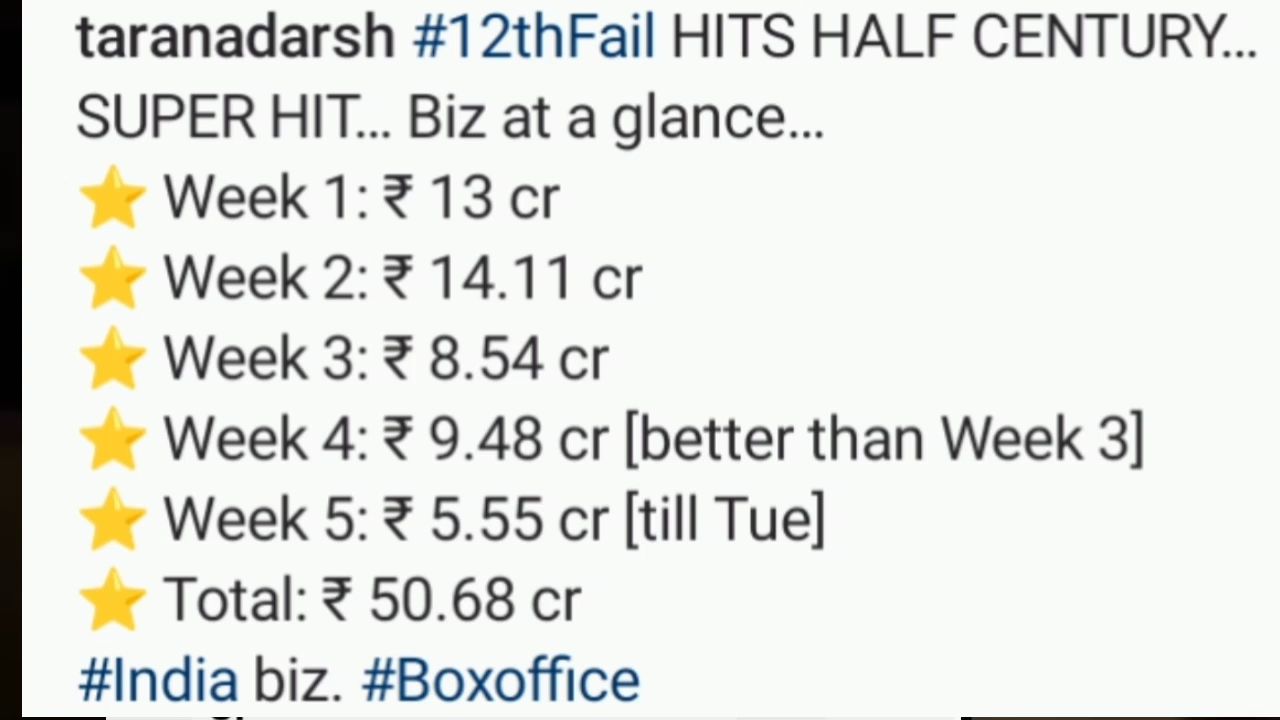 taranadarsh #12thFail HITS HALF CENTURY...
SUPER HIT... Biz at a glance...
⭐ Week 1: ₹ 13 cr
⭐ Week 2: ₹ 14.11 cr
⭐ Week 3: ₹ 8.54 cr
⭐ Week 4: ₹ 9.48 cr [better than Week 3]
⭐ Week 5: ₹ 5.55 cr [till Tue]
⭐ Total: ₹ 50.68 cr
#India biz. #Boxoffice